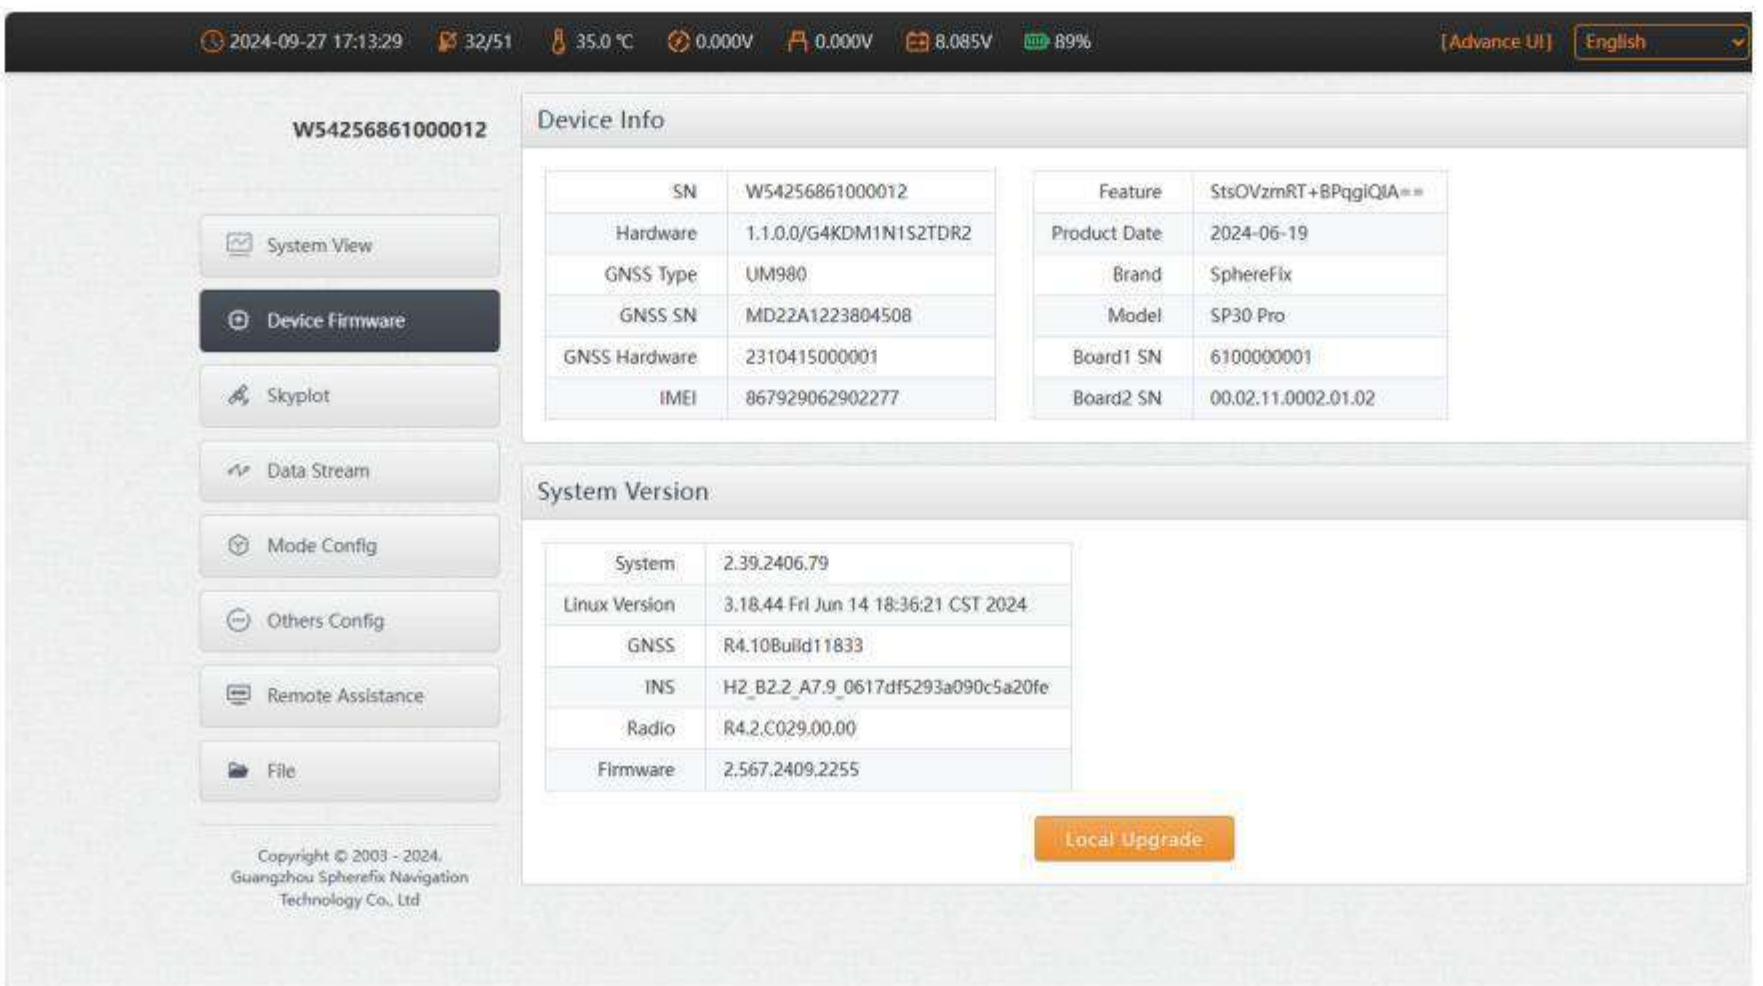 2024-09-27 17:13:29 32/51 35.0 ℃ 0.000V 0.000V 8.085V 89% [Advance UI] English
W54256861000012
System View
Device Firmware
Skyplot
Data Stream
Mode Config
Others Config
Remote Assistance
File
Copyright © 2003 - 2024.
Guangzhou Spherefix Navigation
Technology Co., Ltd
Device Info
SN W54256861000012
Hardware 1.1.0.0/G4KDM1N1S2TDR2
GNSS Type UM980
GNSS SN MD22A1223804508
GNSS Hardware 2310415000001
IMEI 867929062902277
Feature StsOVzmRT+BPqgiQIA==
Product Date 2024-06-19
Brand SphereFix
Model SP30 Pro
Board1 SN 6100000001
Board2 SN 00.02.11.0002.01.02
System Version
System 2.39.2406.79
Linux Version 3.18.44 Fri Jun 14 18:36:21 CST 2024
GNSS R4.10Build11833
INS H2_B2.2_A7.9_0617df5293a090c5a20fe
Radio R4.2.C029.00.00
Firmware 2.567.2409.2255
Local Upgrade